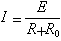 I = E / (R+R₀)